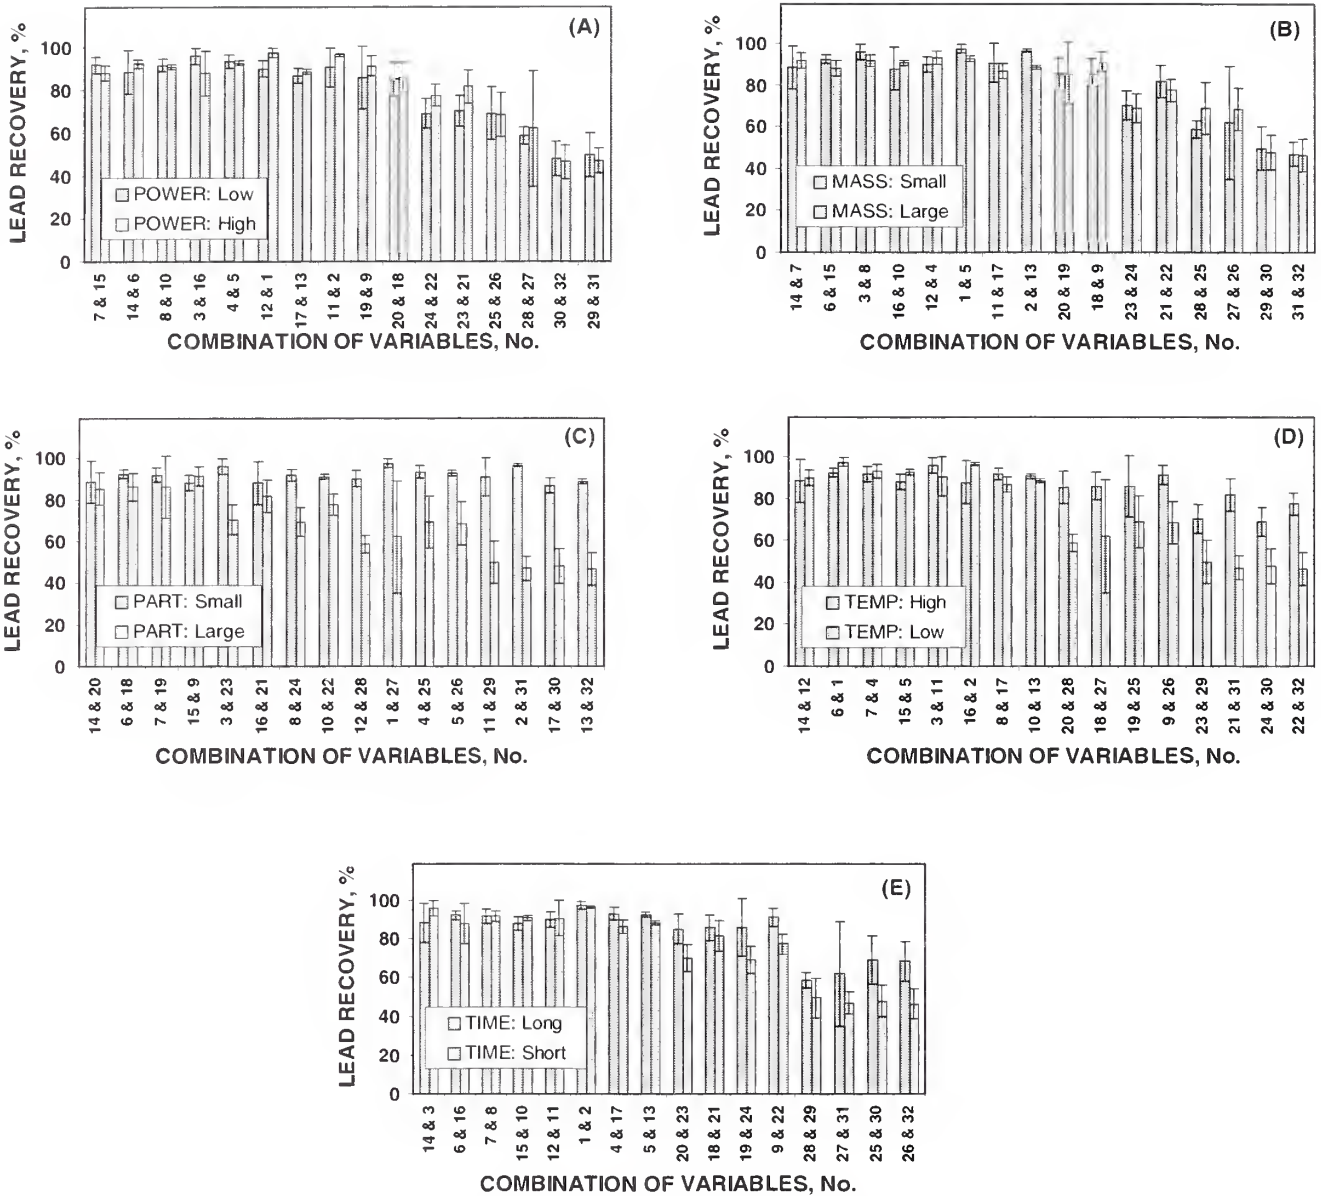 (A)
LEAD RECOVERY, %
100
80
60
40
20
0
POWER: Low
POWER: High
7 & 15
14 & 6
8 & 10
3 & 16
4 & 5
12 & 1
17 & 13
11 & 2
19 & 9
20 & 18
24 & 22
23 & 21
25 & 26
28 & 27
30 & 32
29 & 31
COMBINATION OF VARIABLES, No.
(B)
LEAD RECOVERY, %
100
80
60
40
20
0
MASS: Small
MASS: Large
14 & 7
6 & 15
3 & 8
16 & 10
12 & 4
1 & 5
11 & 17
2 & 13
20 & 19
18 & 9
23 & 24
21 & 22
28 & 25
27 & 26
29 & 30
31 & 32
COMBINATION OF VARIABLES, No.
(C)
LEAD RECOVERY, %
100
80
60
40
20
0
PART: Small
PART: Large
14 & 20
6 & 18
7 & 19
15 & 9
3 & 23
16 & 21
8 & 24
10 & 22
12 & 28
1 & 27
4 & 25
5 & 26
11 & 29
2 & 31
17 & 30
13 & 32
COMBINATION OF VARIABLES, No.
(D)
LEAD RECOVERY, %
100
80
60
40
20
0
TEMP: High
TEMP: Low
14 & 12
6 & 1
7 & 4
15 & 5
3 & 11
16 & 2
8 & 17
10 & 13
20 & 28
18 & 27
19 & 25
9 & 26
23 & 29
21 & 31
24 & 30
22 & 32
COMBINATION OF VARIABLES, No.
(E)
LEAD RECOVERY, %
100
80
60
40
20
0
TIME: Long
TIME: Short
14 & 3
6 & 16
7 & 8
15 & 10
12 & 11
1 & 2
4 & 17
5 & 13
20 & 23
18 & 21
19 & 24
9 & 22
28 & 29
27 & 31
25 & 30
26 & 32
COMBINATION OF VARIABLES, No.